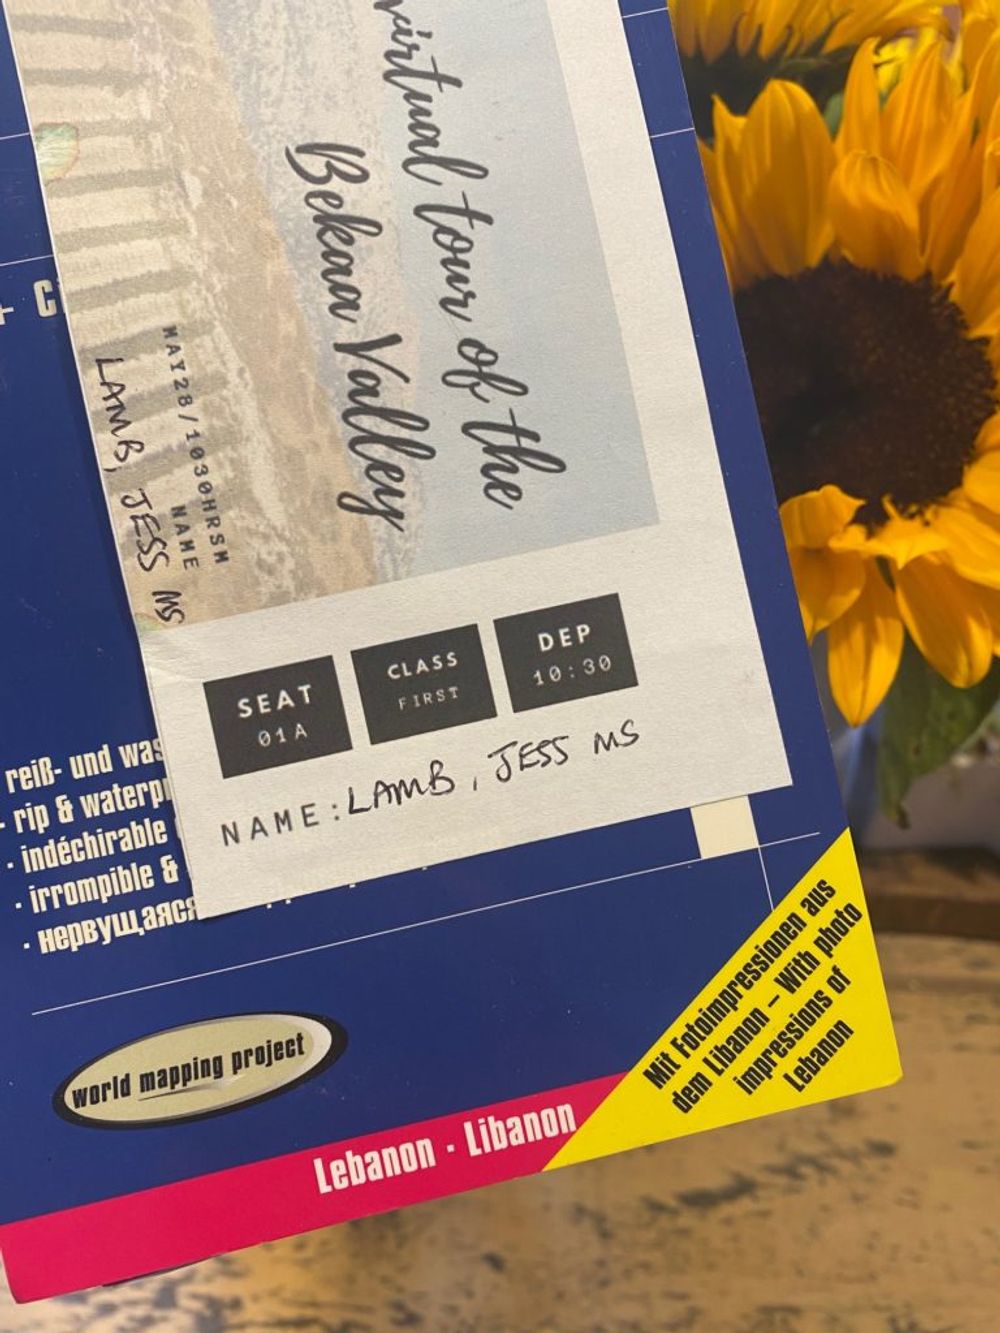 virtual tour of the
Bekaa Valley
MAY28/1030HRSM
NAME
LAMB, JESS MS
SEAT
01A
CLASS
FIRST
DEP
10:30
NAME: LAMB, JESS MS
+ C
reiß- und was
- rip & waterp
· indéchirable
· irrompible &
· нервущаяся
world mapping project
Lebanon · Libanon
Mit Fotoimpressionen aus
dem Libanon – With photo
impressions of
Lebanon